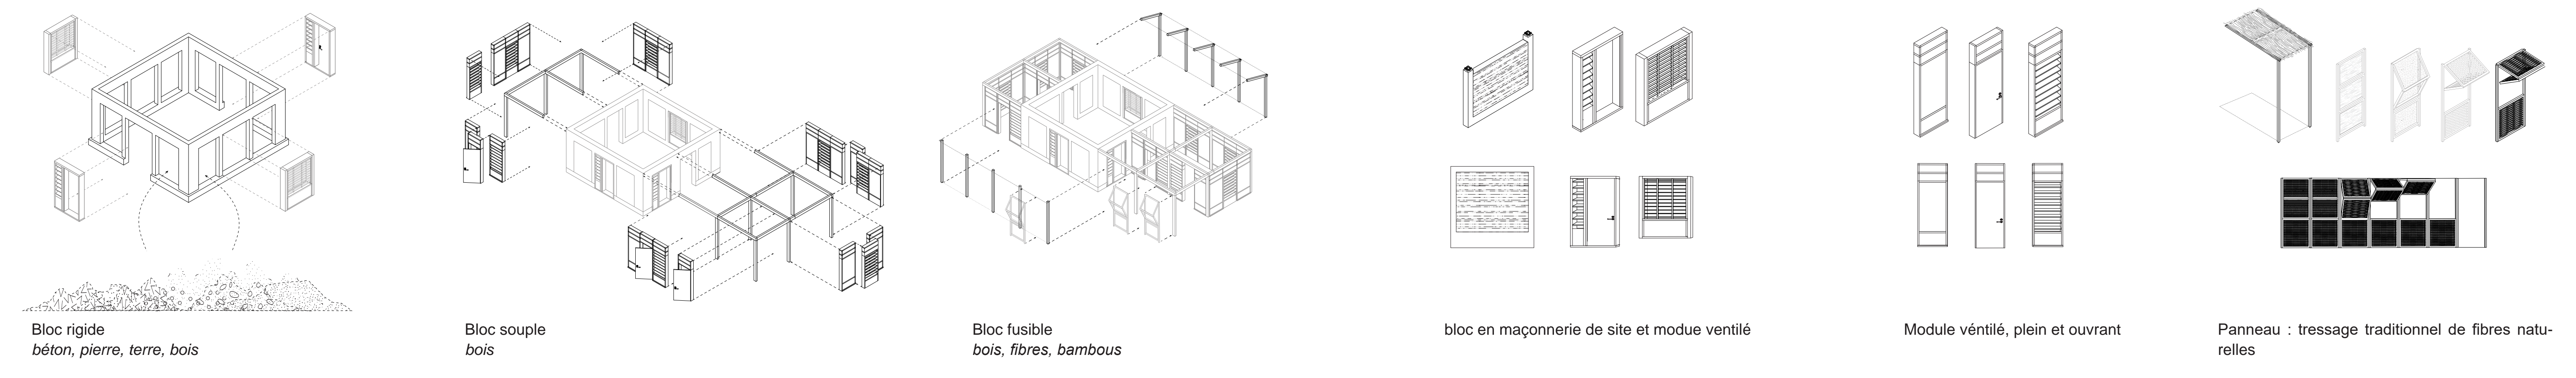 Bloc rigide
béton, pierre, terre, bois
Bloc souple
bois
Bloc fusible
bois, fibres, bambous
bloc en maçonnerie de site et modue ventilé
Module véntilé, plein et ouvrant
Panneau : tressage traditionnel de fibres natu-
relles